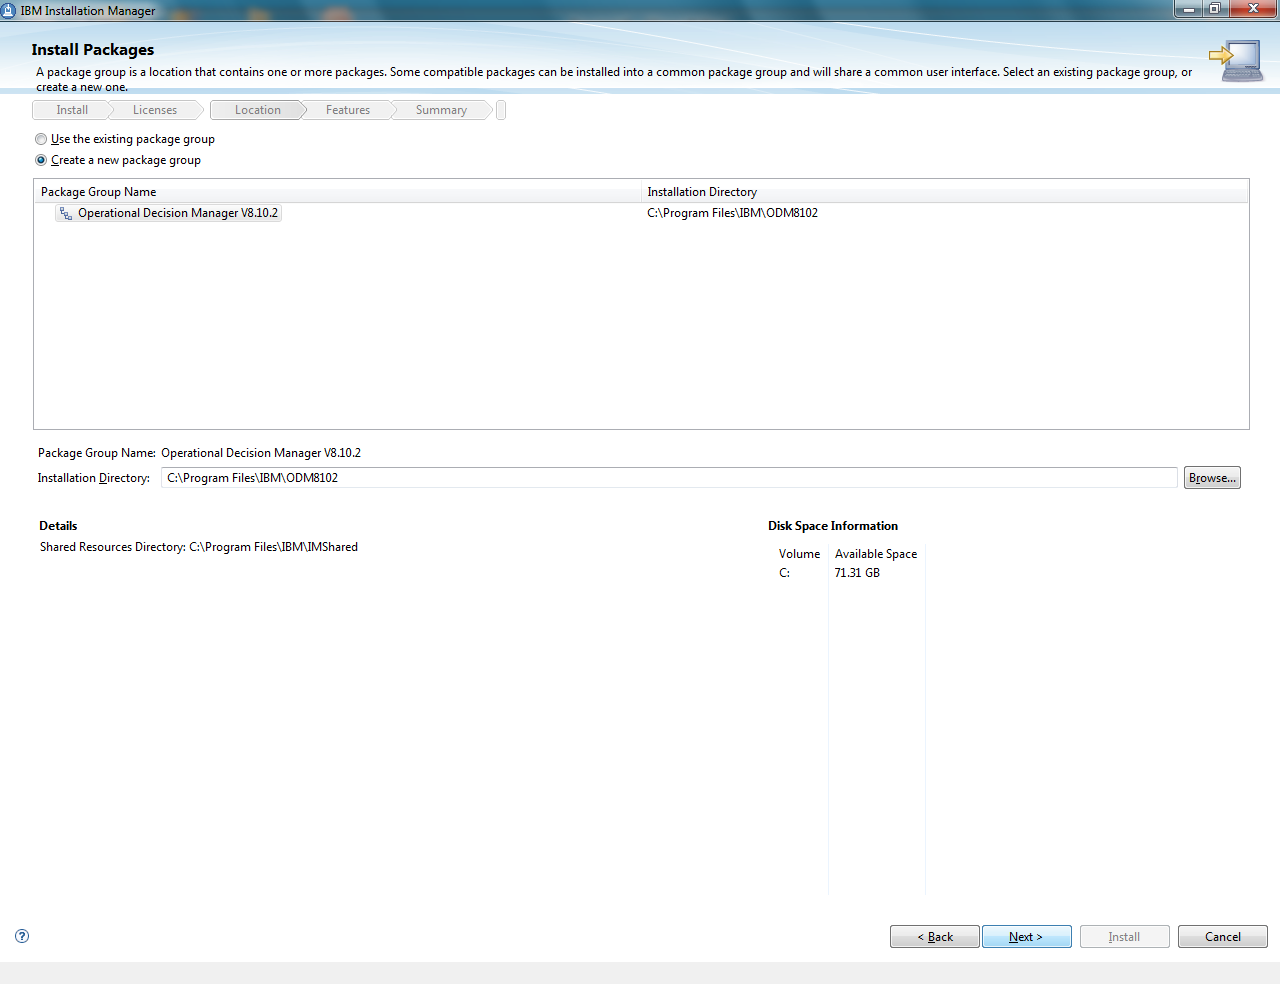 IBM Installation Manager
Install Packages
A package group is a location that contains one or more packages. Some compatible packages can be installed into a common package group and will share a common user interface. Select an existing package group, or
create a new one.
Install Licenses Location Features Summary
Use the existing package group
Create a new package group
Package Group Name Installation Directory
Operational Decision Manager V8.10.2 C:\Program Files\IBM\ODM8102
Package Group Name: Operational Decision Manager V8.10.2
Installation Directory: C:\Program Files\IBM\ODM8102 Browse...
Details Disk Space Information
Shared Resources Directory: C:\Program Files\IBM\IMShared
Volume Available Space
C: 71.31 GB
? < Back Next > Install Cancel